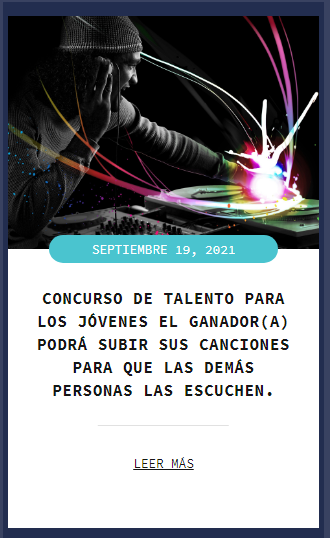 SEPTIEMBRE 19, 2021
CONCURSO DE TALENTO PARA
LOS JÓVENES EL GANADOR(A)
PODRÁ SUBIR SUS CANCIONES
PARA QUE LAS DEMÁS
PERSONAS LAS ESCUCHEN.
LEER MÁS